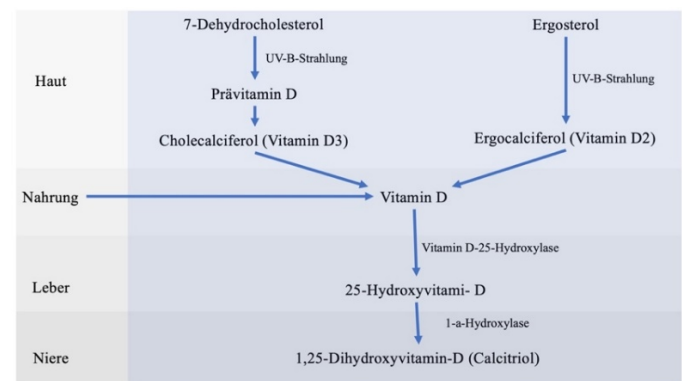 7-Dehydrocholesterol
Ergosterol
UV-B-Strahlung
UV-B-Strahlung
Haut
Prävitamin D
Cholecalciferol (Vitamin D3)
Ergocalciferol (Vitamin D2)
Nahrung
Vitamin D
Vitamin D-25-Hydroxylase
Leber
25-Hydroxyvitami- D
1-a-Hydroxylase
Niere
1,25-Dihydroxyvitamin-D (Calcitriol)